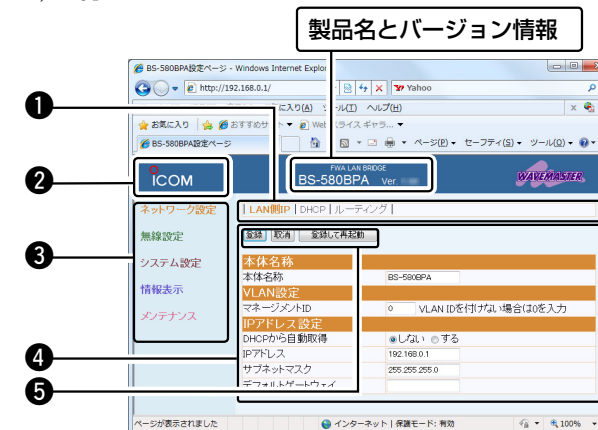 製品名とバージョン情報
BS-580BPA設定ページ - Windows Internet Explo
http://192.168.0.1/
Yahoo
に入り(A)
ール(T) ヘルプ(H)
お気に入り
おすすめサ
Web
スライス ギャラ...
BS-580BPA設定ページ
ページ(P)
セーフティ(S)
ツール(O)
❶
❷
ICOM
FWA LAN BRIDGE
BS-580BPA Ver
WAVEMASTER
❸
ネットワーク設定
無線設定
システム設定
情報表示
メンテナンス
| LAN側IP | DHCP | ルーティング |
登録 取消 登録して再起動
本体名称
本体名称 BS-580BPA
VLAN設定
マネージメントID 0 VLAN IDを付けない場合は0を入力
IPアドレス設定
DHCPから自動取得 しない する
IPアドレス 192.168.0.1
サブネットマスク 255.255.255.0
デフォルトゲートウェイ
❹
❺
ページが表示されました インターネット | 保護モード: 有効 100%